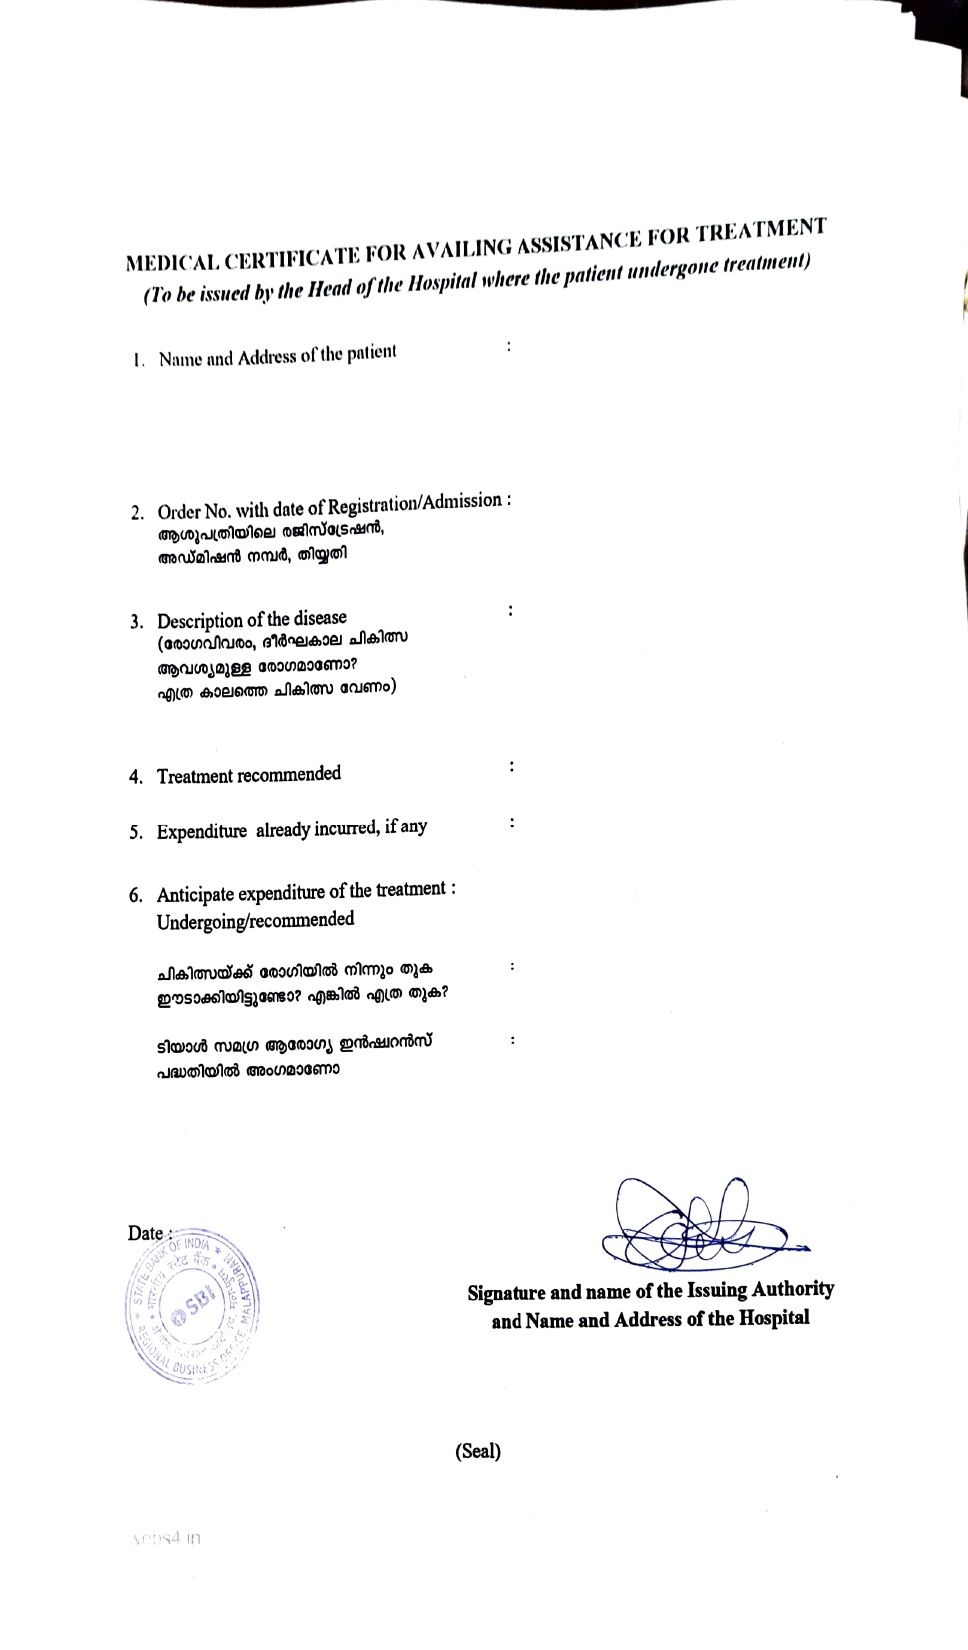 MEDICAL CERTIFICATE FOR AVAILING ASSISTANCE FOR TREATMENT
(To be issued by the Head of the Hospital where the patient undergone treatment)
1. Name and Address of the patient :
2. Order No. with date of Registration/Admission :
ആശുപത്രിയിലെ രജിസ്ട്രേഷൻ,
അഡ്മിഷൻ നമ്പർ, തിയ്യതി
3. Description of the disease :
(രോഗവിവരം, ദീർഘകാല ചികിത്സ
ആവശ്യമുള്ള രോഗമാണോ?
എത്ര കാലത്തെ ചികിത്സ വേണം)
4. Treatment recommended :
5. Expenditure already incurred, if any :
6. Anticipate expenditure of the treatment :
Undergoing/recommended
ചികിത്സയ്ക്ക് രോഗിയിൽ നിന്നും തുക :
ഈടാക്കിയിട്ടുണ്ടോ? എങ്കിൽ എത്ര തുക?
ടിയാൾ സമഗ്ര ആരോഗ്യ ഇൻഷുറൻസ് :
പദ്ധതിയിൽ അംഗമാണോ
Date :
STATE BANK OF INDIA
भारतीय स्टेट बैंक
SBI
REGIONAL BUSINESS OFFICE, MALAPPURAM
Signature and name of the Issuing Authority
and Name and Address of the Hospital
(Seal)
webs4 in